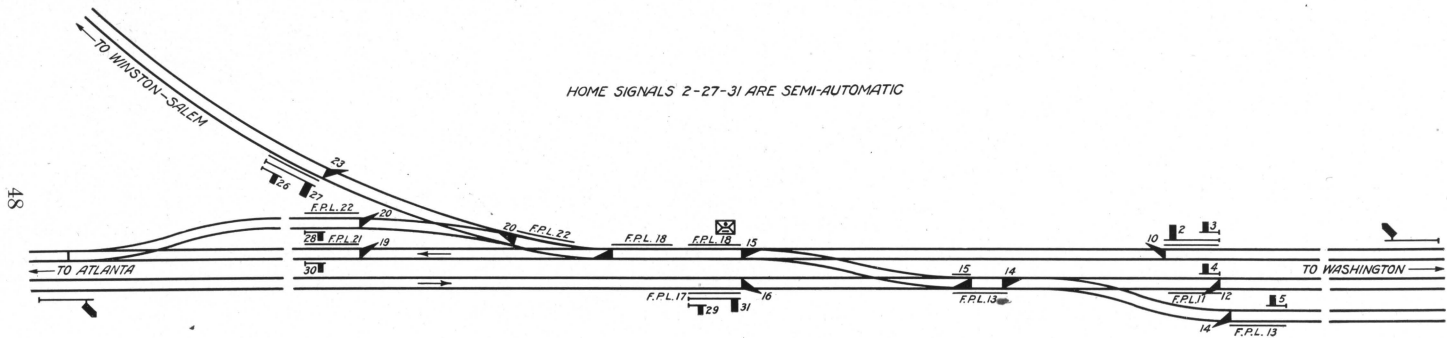 TO WINSTON-SALEM
HOME SIGNALS 2-27-31 ARE SEMI-AUTOMATIC
23
26
27
48
F.P.L. 22
20
20
F.P.L. 22
28
F.P.L. 21
19
30
F.P.L. 18
F.P.L. 18
15
10
2
3
TO ATLANTA
TO WASHINGTON
4
15
14
F.P.L. 17
16
F.P.L. 13
F.P.L. 17
12
29
31
5
14
F.P.L. 13